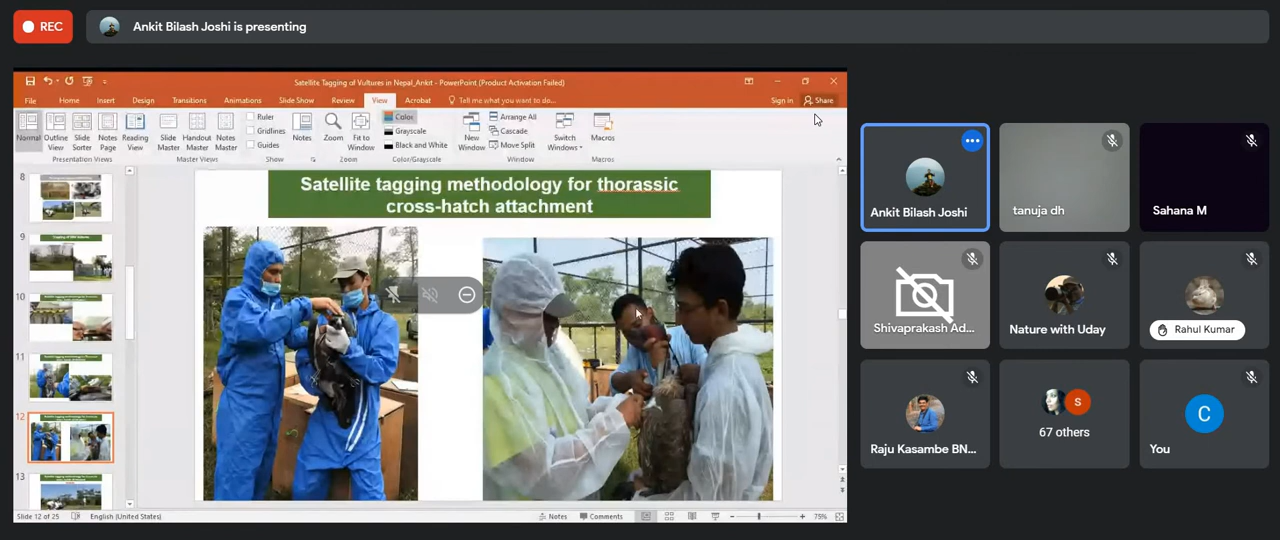 REC
Ankit Bilash Joshi is presenting
Satellite Tagging of Vultures in Nepal_Ankit - PowerPoint (Product Activation Failed)
File Home Insert Design Transitions Animations Slide Show Review View Acrobat Tell me what you want to do... Sign in Share
Normal Outline View Slide Sorter Notes Page Reading View
Presentation Views
Slide Master Handout Master Notes Master
Master Views
Ruler
Gridlines
Guides
Show
Notes
Zoom Fit to Window
Zoom
Color
Grayscale
Black and White
Color/Grayscale
New Window
Arrange All
Cascade
Move Split
Switch Windows
Window
Macros
Macros
8
9
10
11
12
13
Satellite tagging methodology for thorassic
cross-hatch attachment
Slide 12 of 25 English (United States) Notes Comments 75%
Ankit Bilash Joshi
tanuja dh
Sahana M
Shivaprakash Ad...
Nature with Uday
Rahul Kumar
Raju Kasambe BN...
S
67 others
C
You